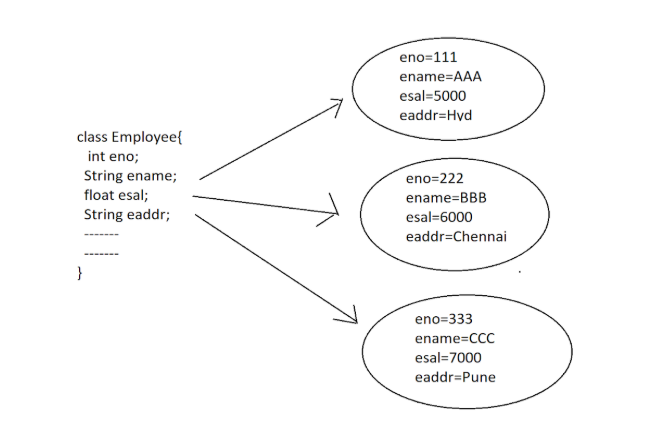 class Employee{
int eno;
String ename;
float esal;
String eaddr;
-------
-------
}
eno=111
ename=AAA
esal=5000
eaddr=Hyd
eno=222
ename=BBB
esal=6000
eaddr=Chennai
eno=333
ename=CCC
esal=7000
eaddr=Pune